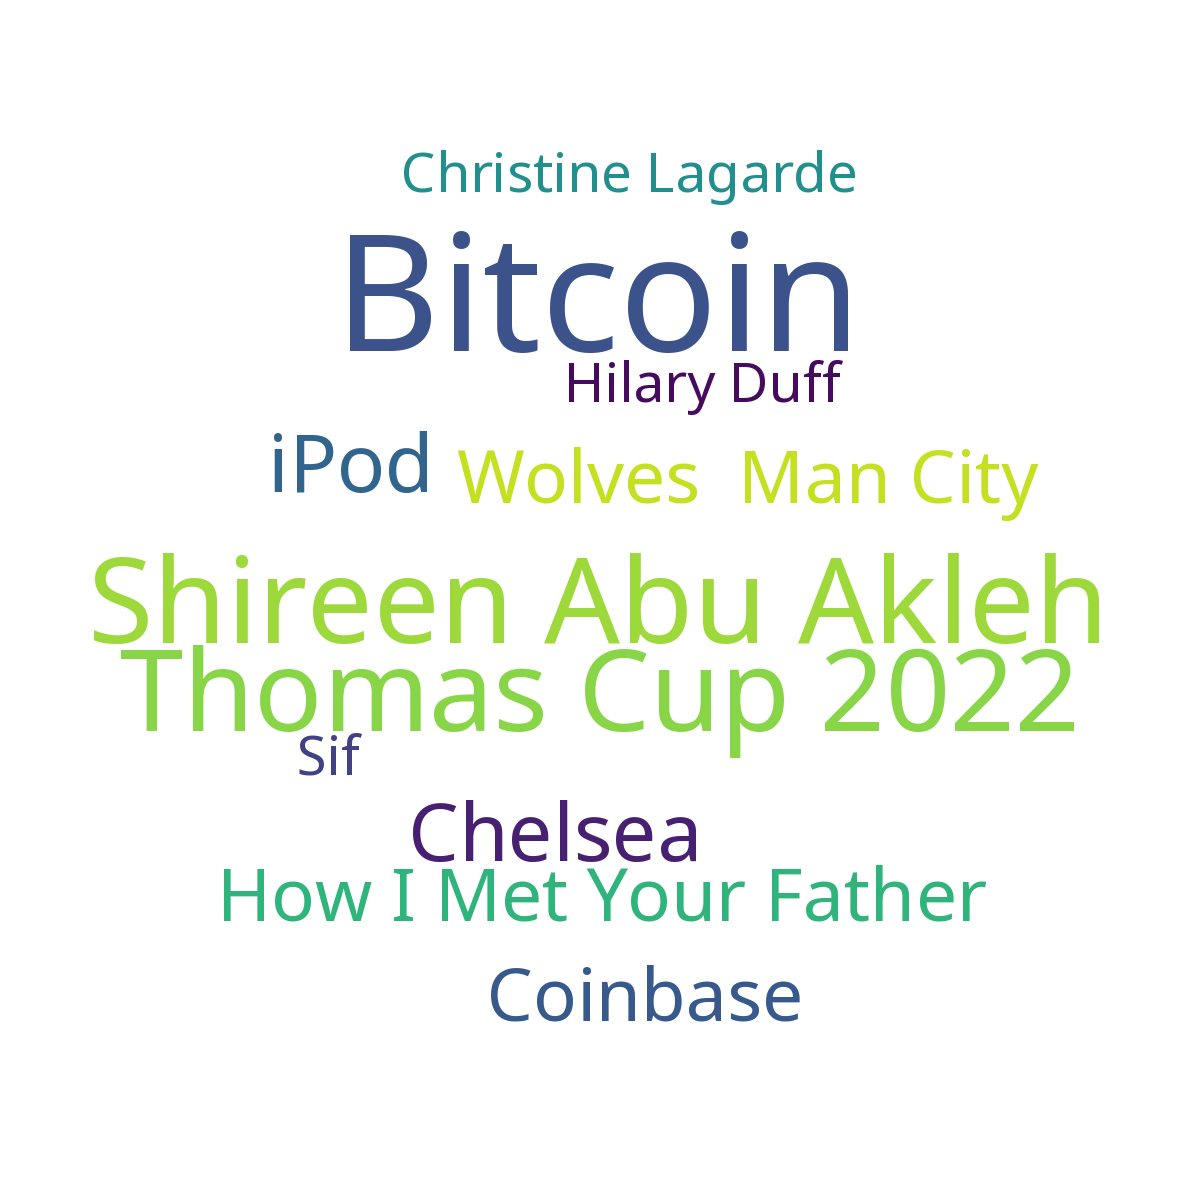 Christine Lagarde
Bitcoin
Hilary Duff
iPod
Wolves
Man City
Shireen Abu Akleh
Thomas Cup 2022
Sif
Chelsea
How I Met Your Father
Coinbase